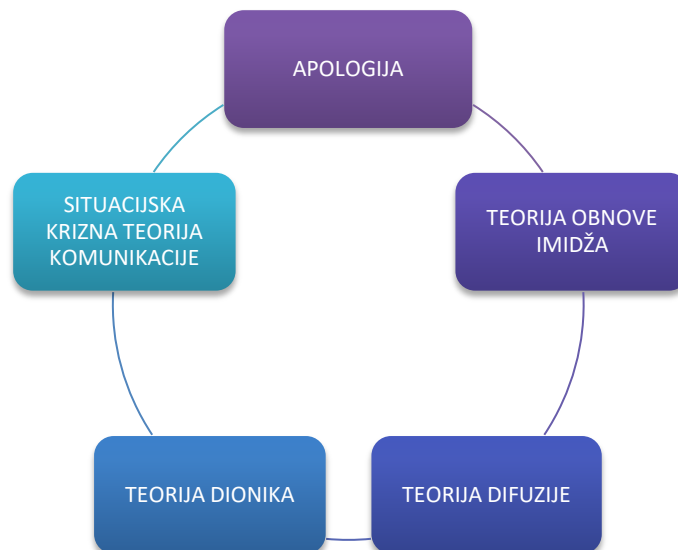 APOLOGIJA
TEORIJA OBNOVE
IMIDŽA
TEORIJA DIFUZIJE
TEORIJA DIONIKA
SITUACIJSKA
KRIZNA TEORIJA
KOMUNIKACIJE